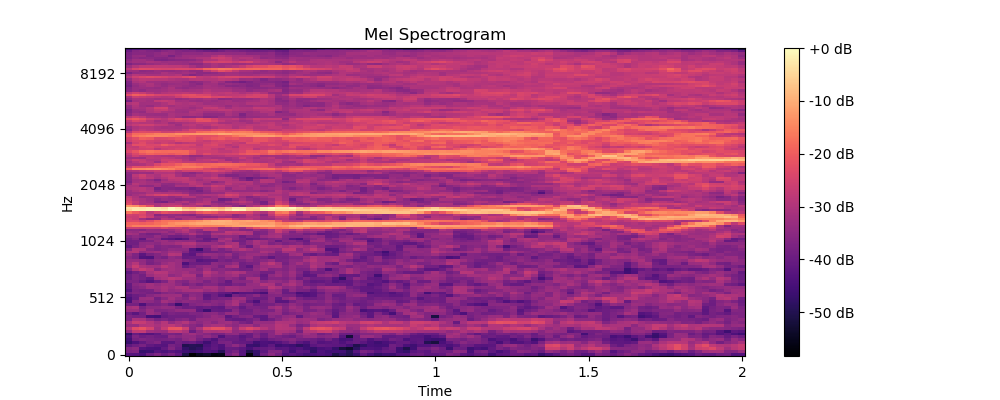 Mel Spectrogram
Hz
8192
4096
2048
1024
512
0
0 0.5 1 1.5 2
Time
+0 dB
-10 dB
-20 dB
-30 dB
-40 dB
-50 dB